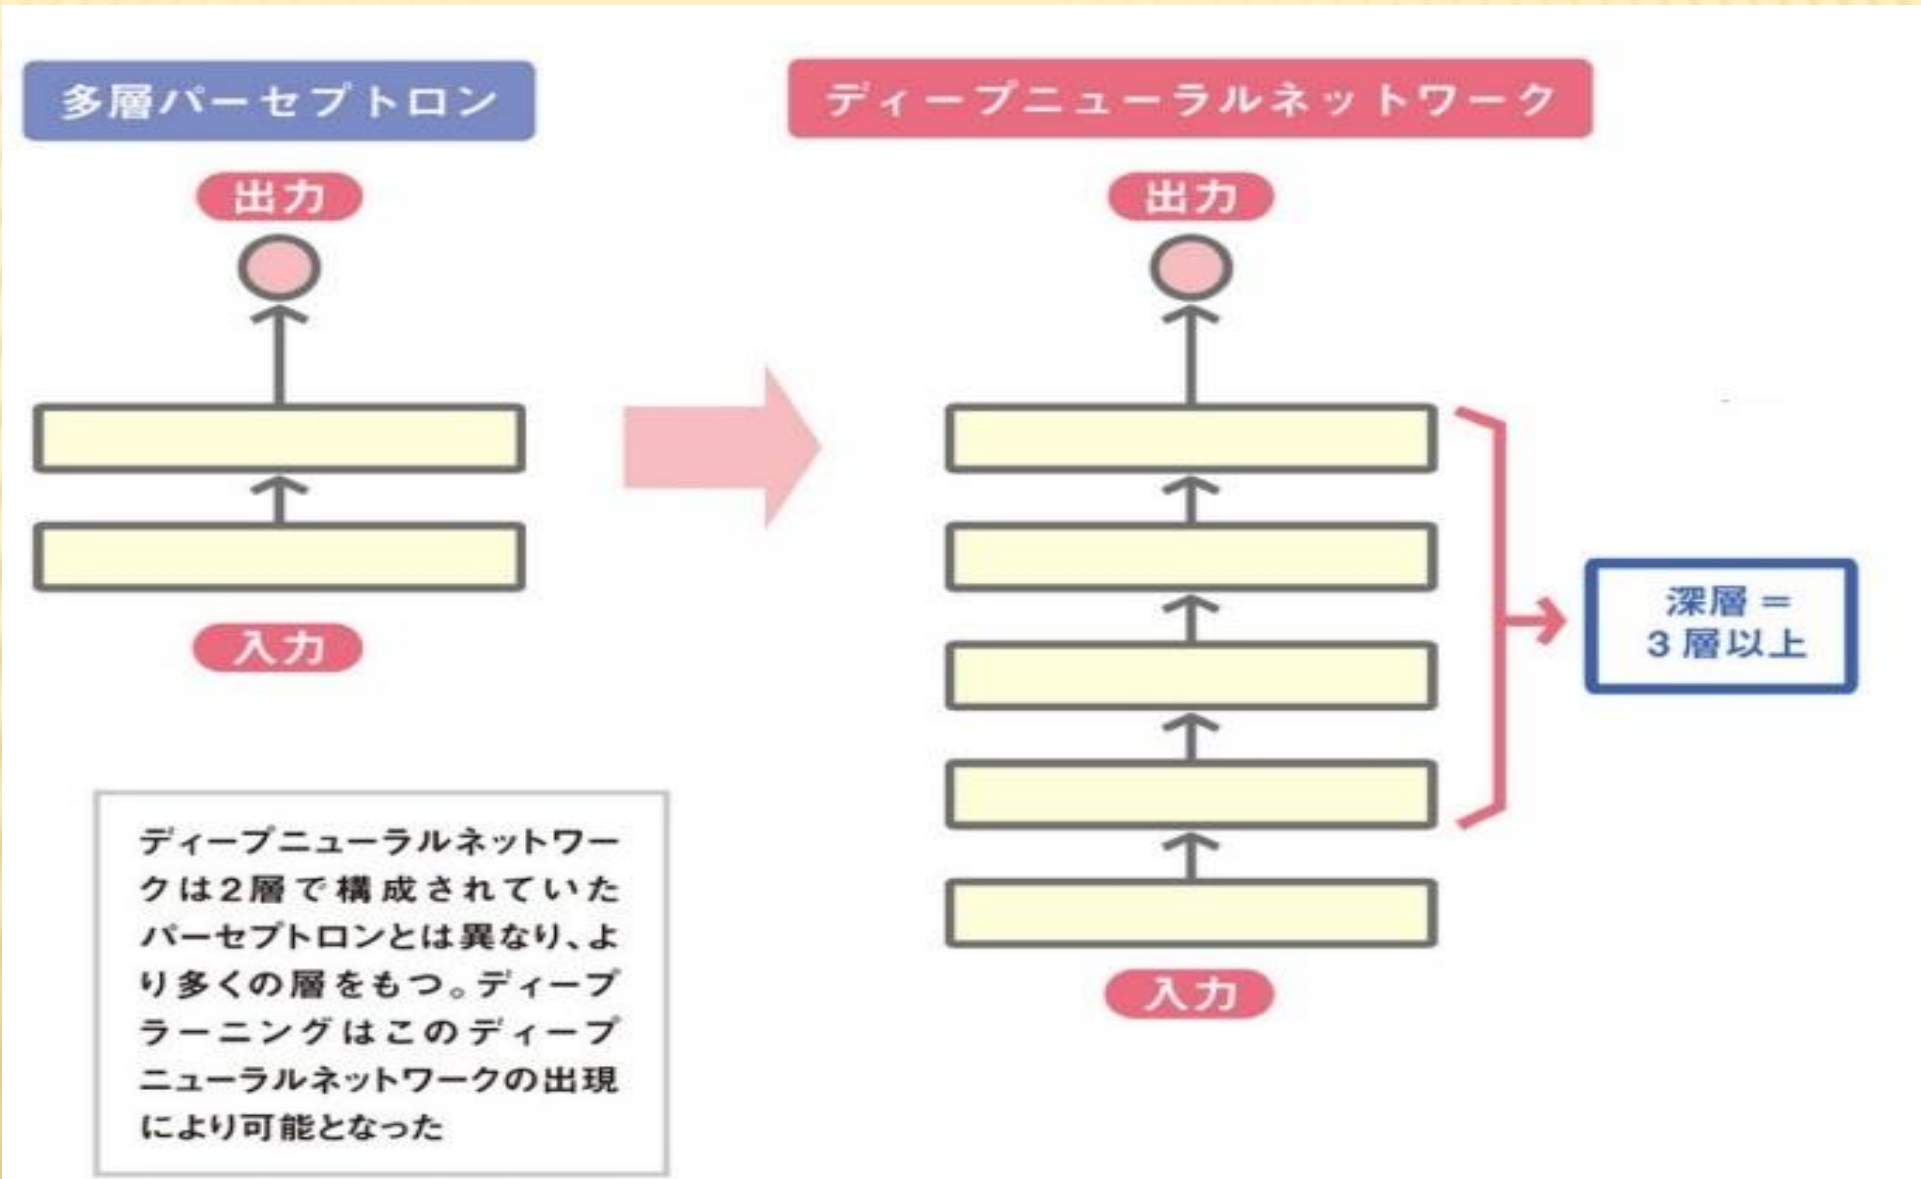 多層パーセプトロン
出力
入力
ディープニューラルネットワーク
出力
深層＝
3層以上
入力
ディープニューラルネットワー
クは2層で構成されていた
パーセプトロンとは異なり、よ
り多くの層をもつ。ディープ
ラーニングはこのディープ
ニューラルネットワークの出現
により可能となった